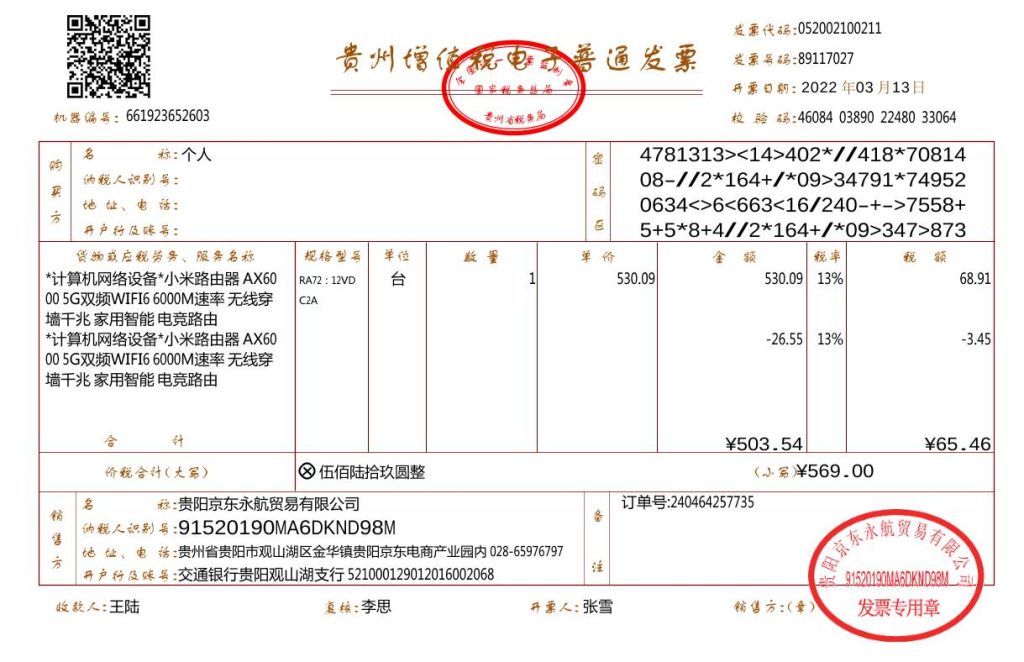 贵州增值税电子普通发票
全国统一发票监制章
国家税务总局
贵州省税务局
发票代码:052002100211
发票号码:89117027
开票日期: 2022 年03 月13日
校 验 码:46084 03890 22480 33064
机器编号: 661923652603
购买方
名 称:个人
纳税人识别号:
地 址、电 话:
开户行及账号:
密码区
4781313><14>402*//418*70814
08-//2*164+/*09>34791*74952
0634<>6<663<16/240-+->7558+
5+5*8+4//2*164+/*09>347>873
货物或应税劳务、服务名称 规格型号 单位 数 量 单 价 金 额 税率 税 额
*计算机网络设备*小米路由器 AX60 RA72:12VD 台 1 530.09 530.09 13% 68.91
00 5G双频WIFI6 6000M速率 无线穿 C2A
墙千兆 家用智能 电竞路由
*计算机网络设备*小米路由器 AX60 -26.55 13% -3.45
00 5G双频WIFI6 6000M速率 无线穿
墙千兆 家用智能 电竞路由
合 计 ¥503.54 ¥65.46
价税合计(大写) ⊗伍佰陆拾玖圆整 (小写)¥569.00
销售方
名 称:贵阳京东永航贸易有限公司
纳税人识别号:91520190MA6DKND98M
地 址、电 话:贵州省贵阳市观山湖区金华镇贵阳京东电商产业园内 028-65976797
开户行及账号:交通银行贵阳观山湖支行 521000129012016002068
备注
订单号:240464257735
贵阳京东永航贸易有限公司
91520190MA6DKND98M
发票专用章
收款人:王陆 复核:李思 开票人:张雪 销售方:(章)